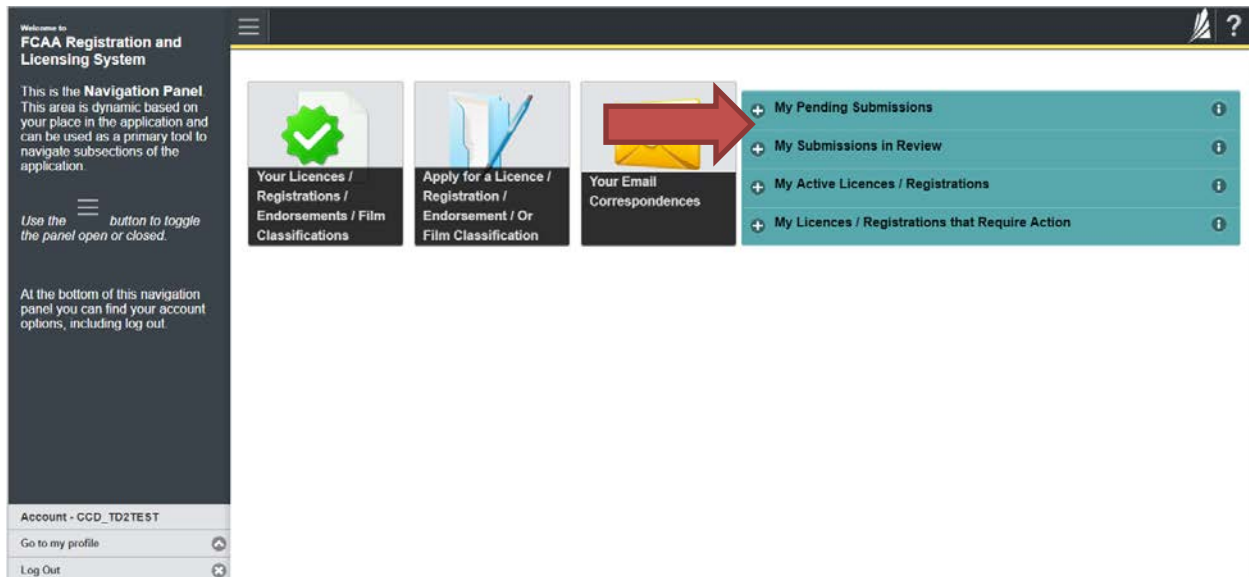 Welcome to
FCAA Registration and
Licensing System
This is the Navigation Panel.
This area is dynamic based on
your place in the application and
can be used as a primary tool to
navigate subsections of the
application.
Use the button to toggle
the panel open or closed.
At the bottom of this navigation
panel you can find your account
options, including log out.
Account - CCD_TD2TEST
Go to my profile
Log Out
?
Your Licences /
Registrations /
Endorsements / Film
Classifications
Apply for a Licence /
Registration /
Endorsement / Or
Film Classification
Your Email
Correspondences
My Pending Submissions
My Submissions in Review
My Active Licences / Registrations
My Licences / Registrations that Require Action